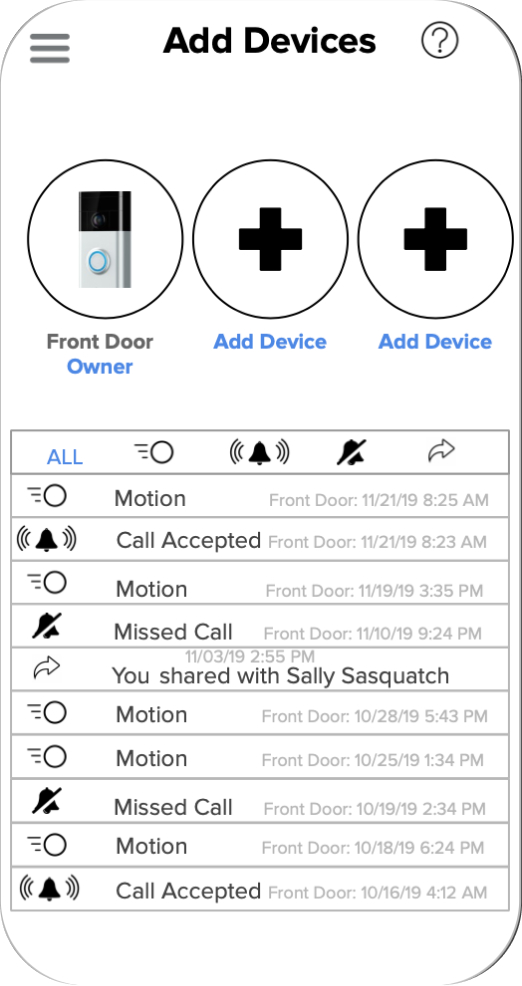 Add Devices
?
Front Door
Owner
Add Device
Add Device
ALL
Motion Front Door: 11/21/19 8:25 AM
Call Accepted Front Door: 11/21/19 8:23 AM
Motion Front Door: 11/19/19 3:35 PM
Missed Call Front Door: 11/10/19 9:24 PM
11/03/19 2:55 PM
You shared with Sally Sasquatch
Motion Front Door: 10/28/19 5:43 PM
Motion Front Door: 10/25/19 1:34 PM
Missed Call Front Door: 10/19/19 2:34 PM
Motion Front Door: 10/18/19 6:24 PM
Call Accepted Front Door: 10/16/19 4:12 AM